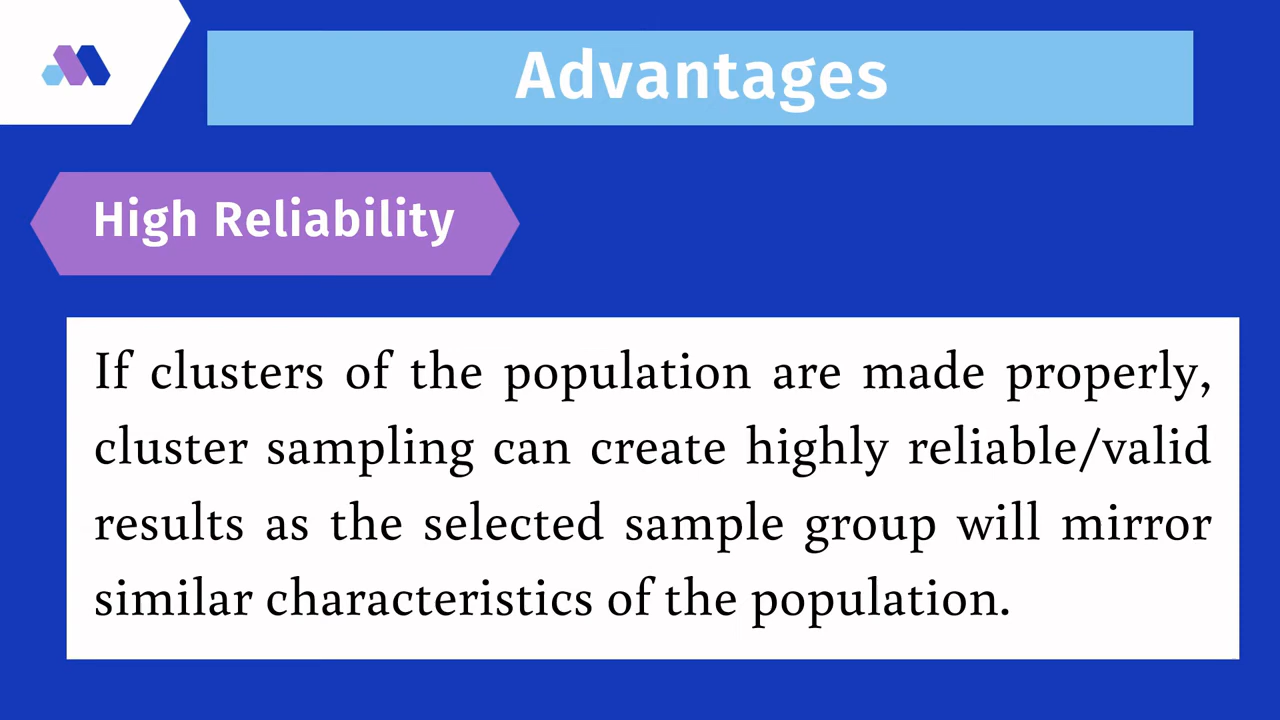 Advantages
High Reliability
If clusters of the population are made properly,
cluster sampling can create highly reliable/valid
results as the selected sample group will mirror
similar characteristics of the population.